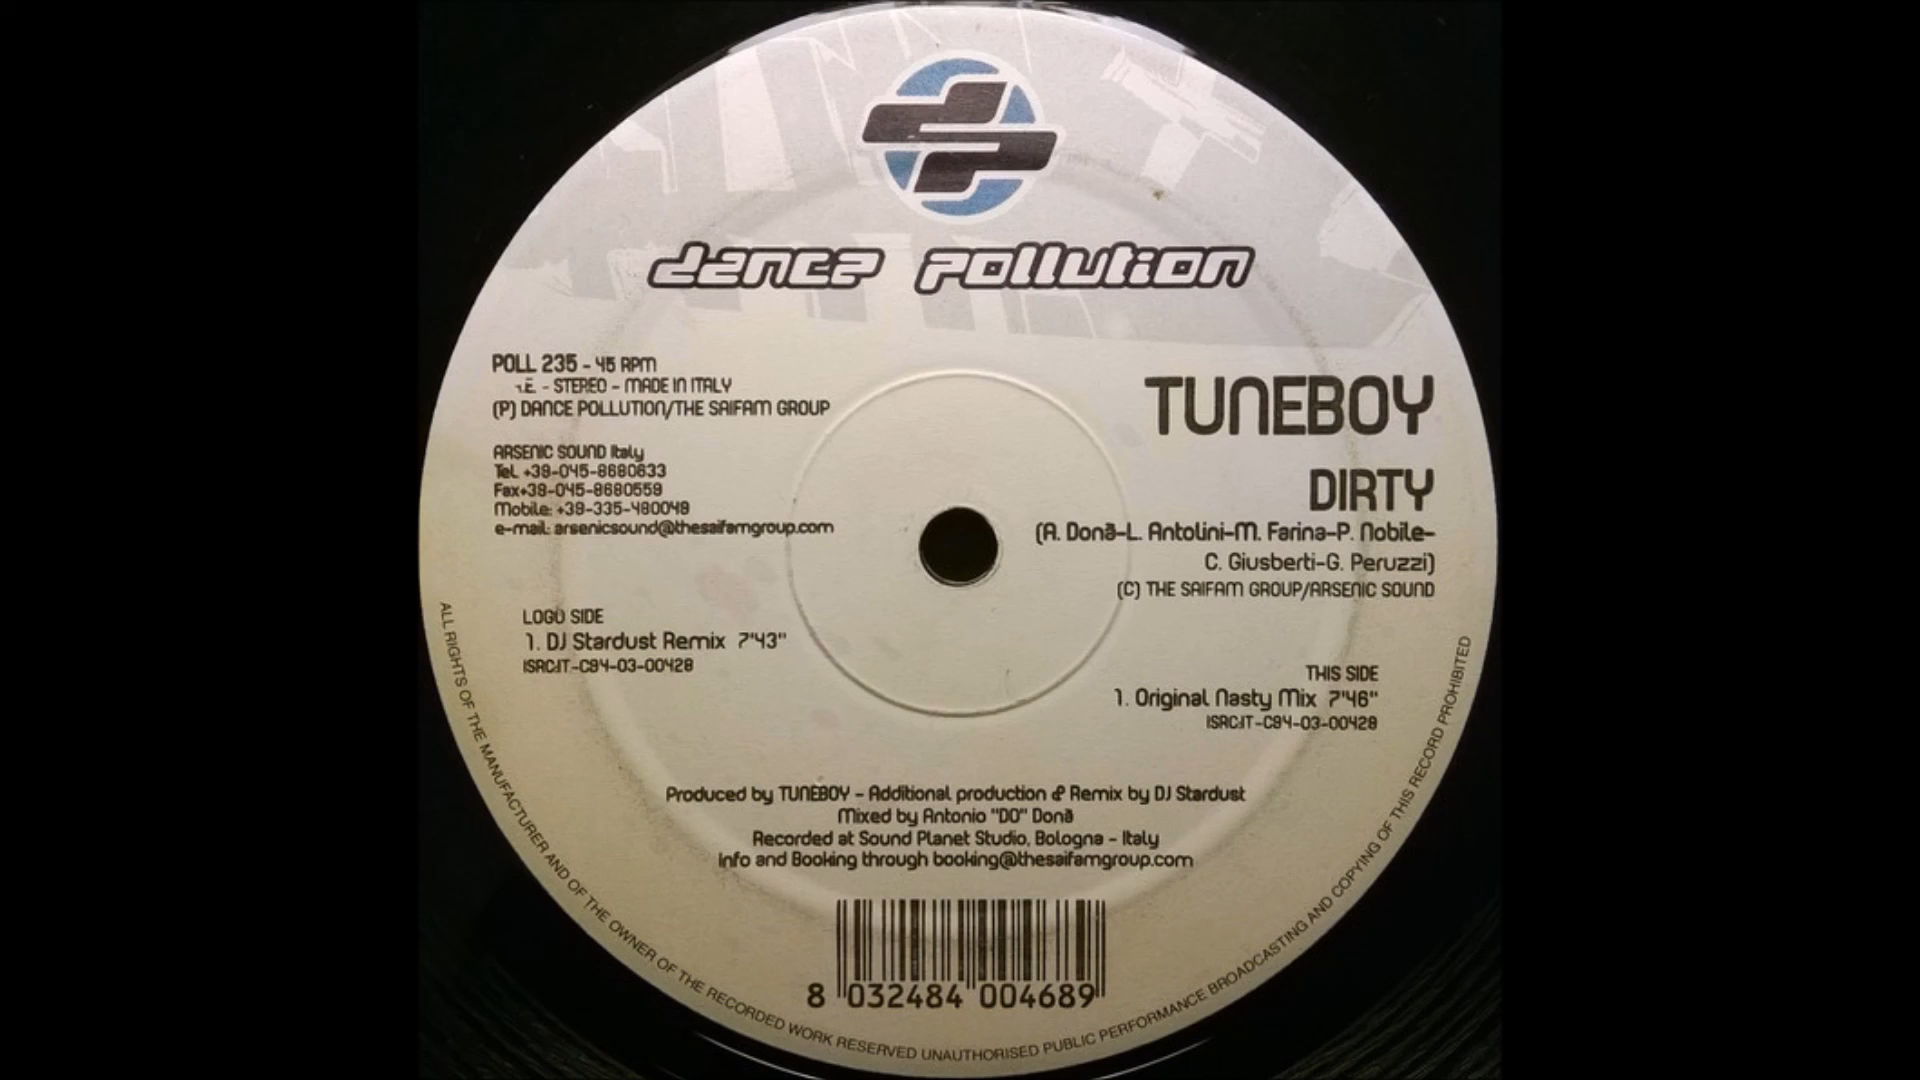 dance pollution
POLL 235 - 45 RPM
- STEREO - MADE IN ITALY
(P) DANCE POLLUTION/THE SAIFAM GROUP
ARSENIC SOUND Italy
Tel. +39-045-8680633
Fax+39-045-8680559
Mobile: +39-335-480049
e-mail: arsenicsound@thesaifamgroup.com
TUNEBOY
DIRTY
(A. Donà-L. Antolini-M. Farina-P. Nobile-
C. Giusberti-G. Peruzzi)
(C) THE SAIFAM GROUP/ARSENIC SOUND
LOGO SIDE
1. DJ Stardust Remix 7'43"
ISRC:IT-C94-03-00428
THIS SIDE
1. Original Nasty Mix 7'46"
ISRC:IT-C94-03-00428
Produced by TUNEBOY - Additional production & Remix by DJ Stardust
Mixed by Antonio "DO" Donà
Recorded at Sound Planet Studio, Bologna - Italy
Info and Booking through booking@thesaifamgroup.com
8 032484 004689
ALL RIGHTS OF THE MANUFACTURER AND OF THE OWNER OF THE RECORDED WORK RESERVED UNAUTHORISED PUBLIC PERFORMANCE BROADCASTING AND COPYING OF THIS RECORD PROHIBITED